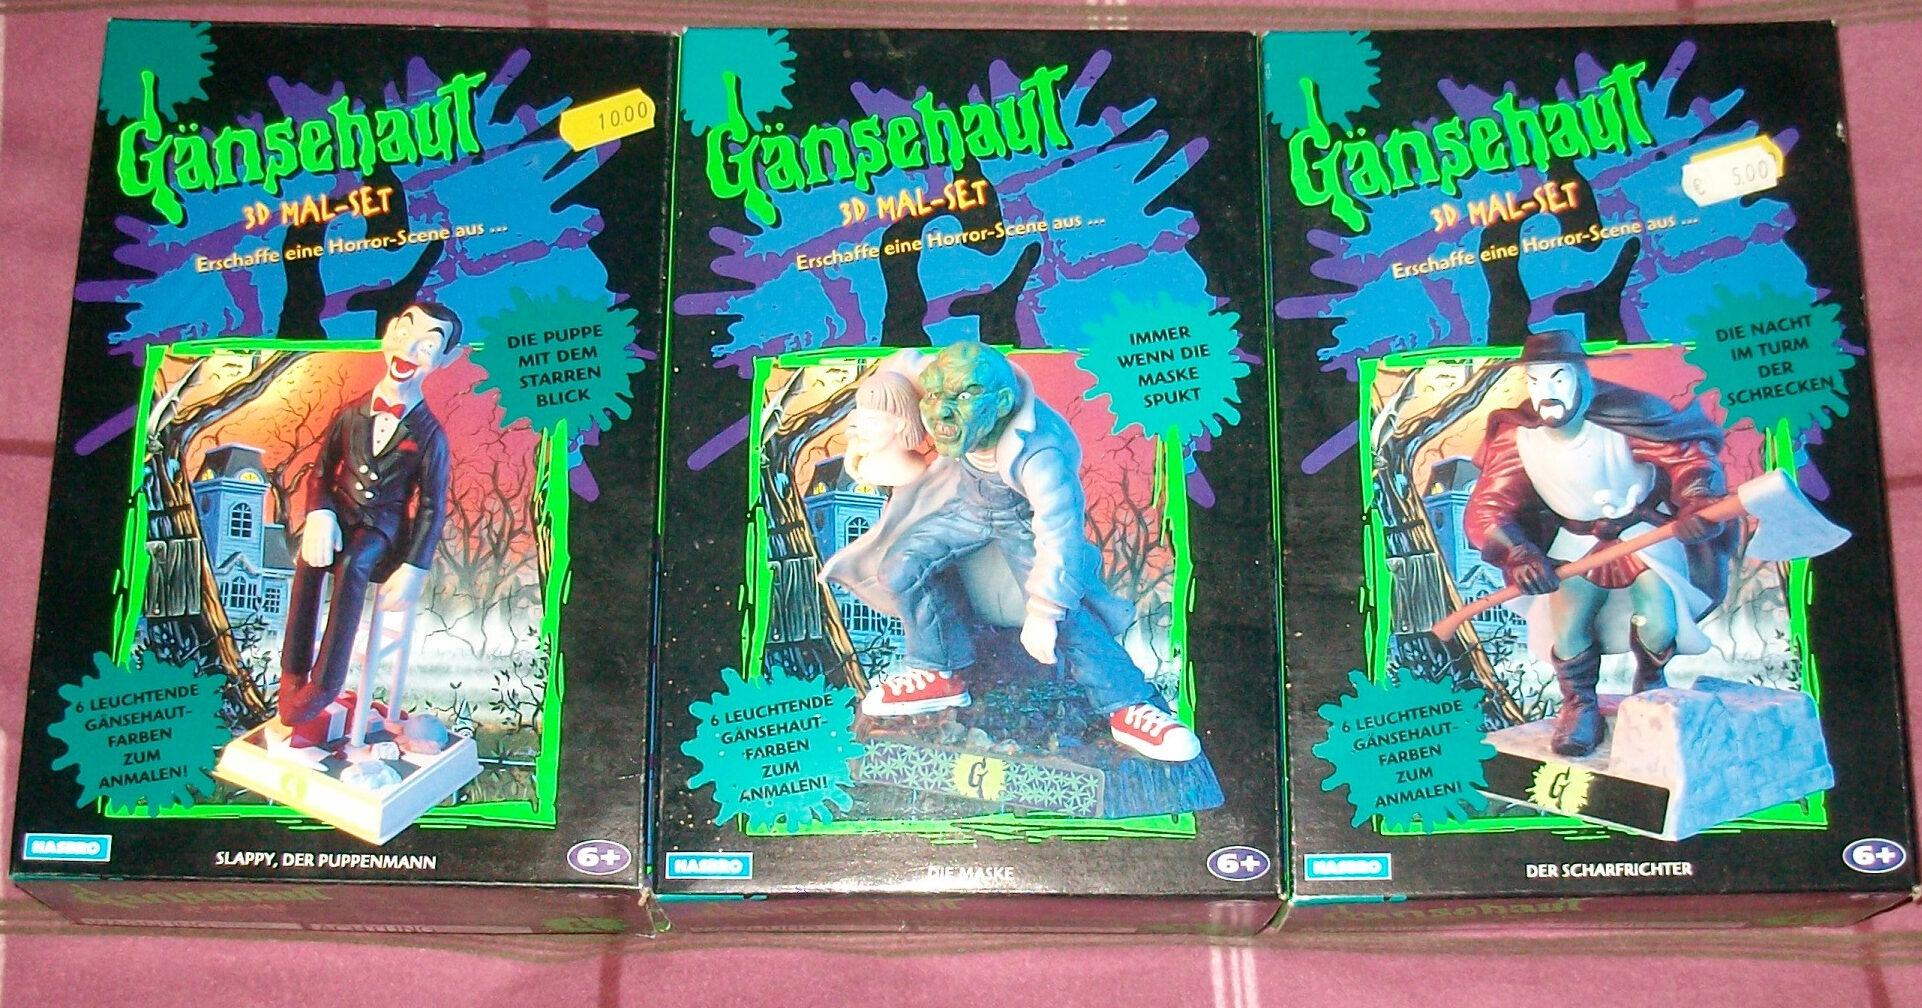 Gänsehaut
10.00
3D MAL-SET
Erschaffe eine Horror-Scene aus ...
DIE PUPPE
MIT DEM
STARREN
BLICK
6 LEUCHTENDE
GÄNSEHAUT-
FARBEN
ZUM
ANMALEN!
HASBRO
SLAPPY, DER PUPPENMANN
6+
Gänsehaut
ACHTUNG
Gänsehaut
3D MAL-SET
Erschaffe eine Horror-Scene aus ...
IMMER
WENN DIE
MASKE
SPUKT
6 LEUCHTENDE
GÄNSEHAUT-
FARBEN
ZUM
ANMALEN!
G
HASBRO
DIE MASKE
6+
Gänsehaut
€ 5.00
3D MAL-SET
Erschaffe eine Horror-Scene aus ...
DIE NACHT
IM TURM
DER
SCHRECKEN
6 LEUCHTENDE
GÄNSEHAUT-
FARBEN
ZUM
ANMALEN!
G
HASBRO
DER SCHARFRICHTER
6+
Gänsehaut